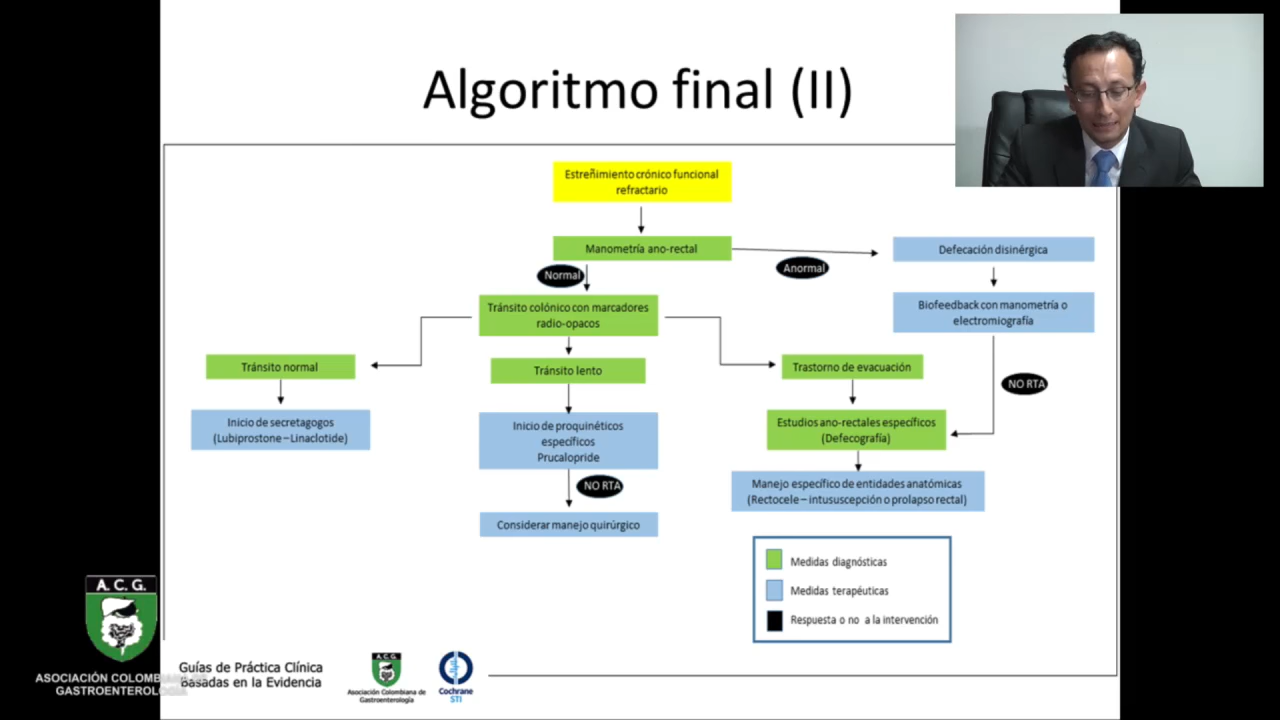 Algoritmo final (II)
Estreñimiento crónico funcional
refractario
Manometría ano-rectal
Anormal
Defecación disinérgica
Normal
Biofeedback con manometría o
electromiografía
Tránsito colónico con marcadores
radio-opacos
Tránsito normal
Tránsito lento
Trastorno de evacuación
NO RTA
Inicio de secretagogos
(Lubiprostone – Linaclotide)
Inicio de proquinéticos
específicos
Prucalopride
Estudios ano-rectales específicos
(Defecografía)
NO RTA
Manejo específico de entidades anatómicas
(Rectocele – intususcepción o prolapso rectal)
Considerar manejo quirúrgico
Medidas diagnósticas
Medidas terapéuticas
Respuesta o no a la intervención
A. C. G.
ASOCIACIÓN COLOMBIANA DE
GASTROENTEROLOGÍA
Guías de Práctica Clínica
Basadas en la Evidencia
A.C.G.
Asociación Colombiana de
Gastroenterología
Cochrane
STI